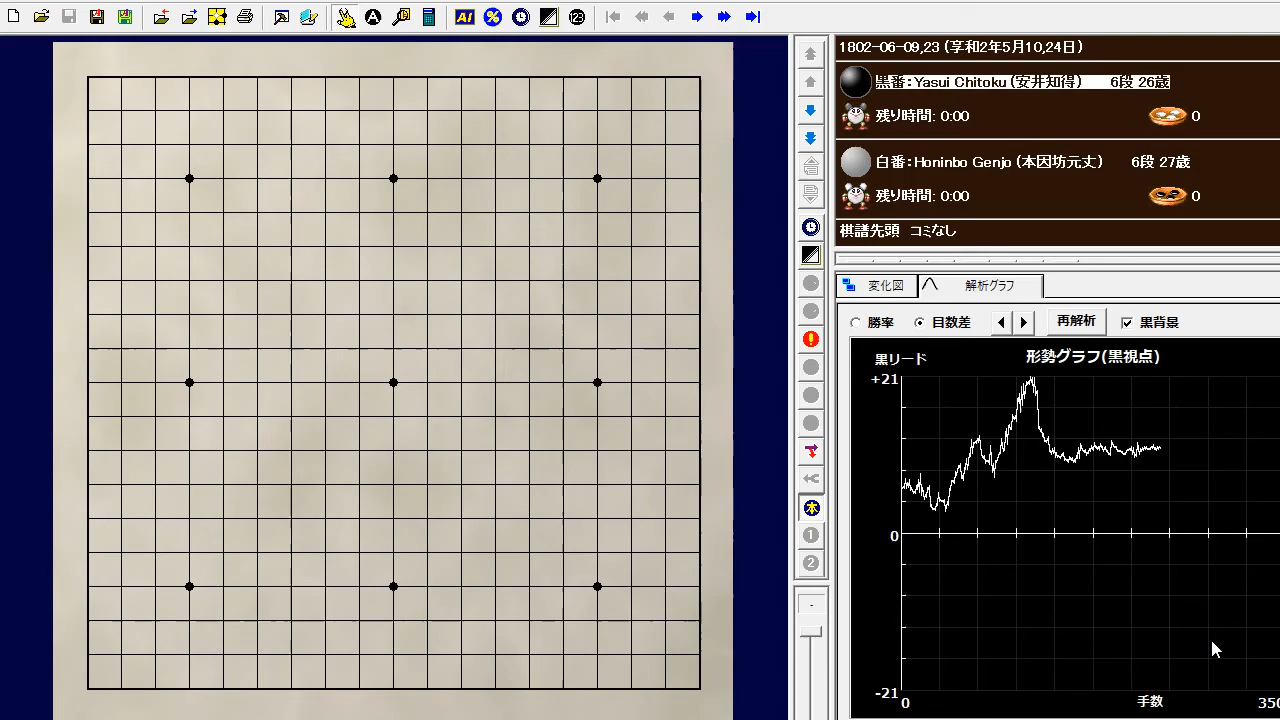 A
AI
%
123
1802-06-09,23 (享和2年5月10,24日)
黒番:Yasui Chitoku (安井知得) 6段 26歳
残り時間: 0:00 0
白番:Honinbo Genjo (本因坊元丈) 6段 27歳
残り時間: 0:00 0
棋譜先頭 コミなし
変化図 解析グラフ
勝率 目数差 再解析 黒背景
黒リード 形勢グラフ(黒視点)
+21
0
-21
0 手数 350
本
1
2
-